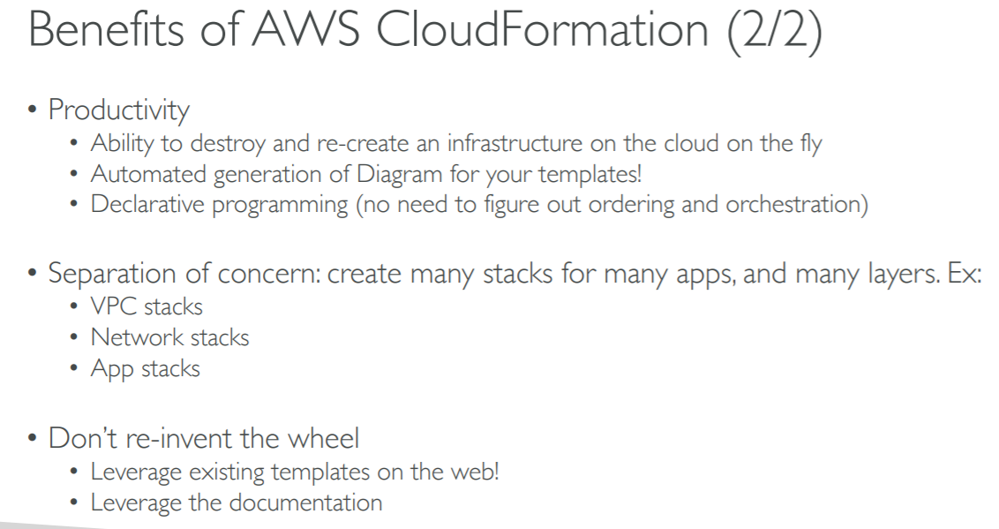 Benefits of AWS CloudFormation (2/2)
• Productivity
• Ability to destroy and re-create an infrastructure on the cloud on the fly
• Automated generation of Diagram for your templates!
• Declarative programming (no need to figure out ordering and orchestration)
• Separation of concern: create many stacks for many apps, and many layers. Ex:
• VPC stacks
• Network stacks
• App stacks
• Don’t re-invent the wheel
• Leverage existing templates on the web!
• Leverage the documentation